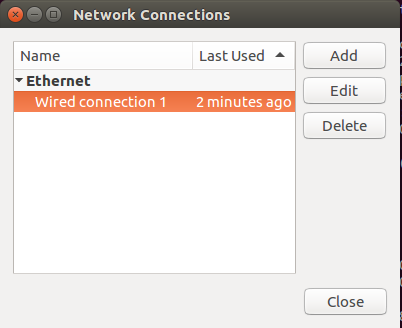 Network Connections
Name Last Used
Add
Ethernet
Edit
Wired connection 1 2 minutes ago
Delete
Close